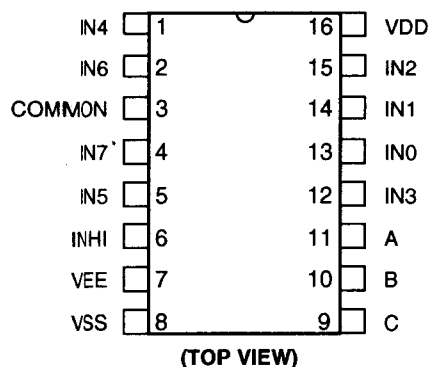 IN4 1 16 VDD
IN6 2 15 IN2
COMMON 3 14 IN1
IN7 4 13 IN0
IN5 5 12 IN3
INHI 6 11 A
VEE 7 10 B
VSS 8 9 C
(TOP VIEW)